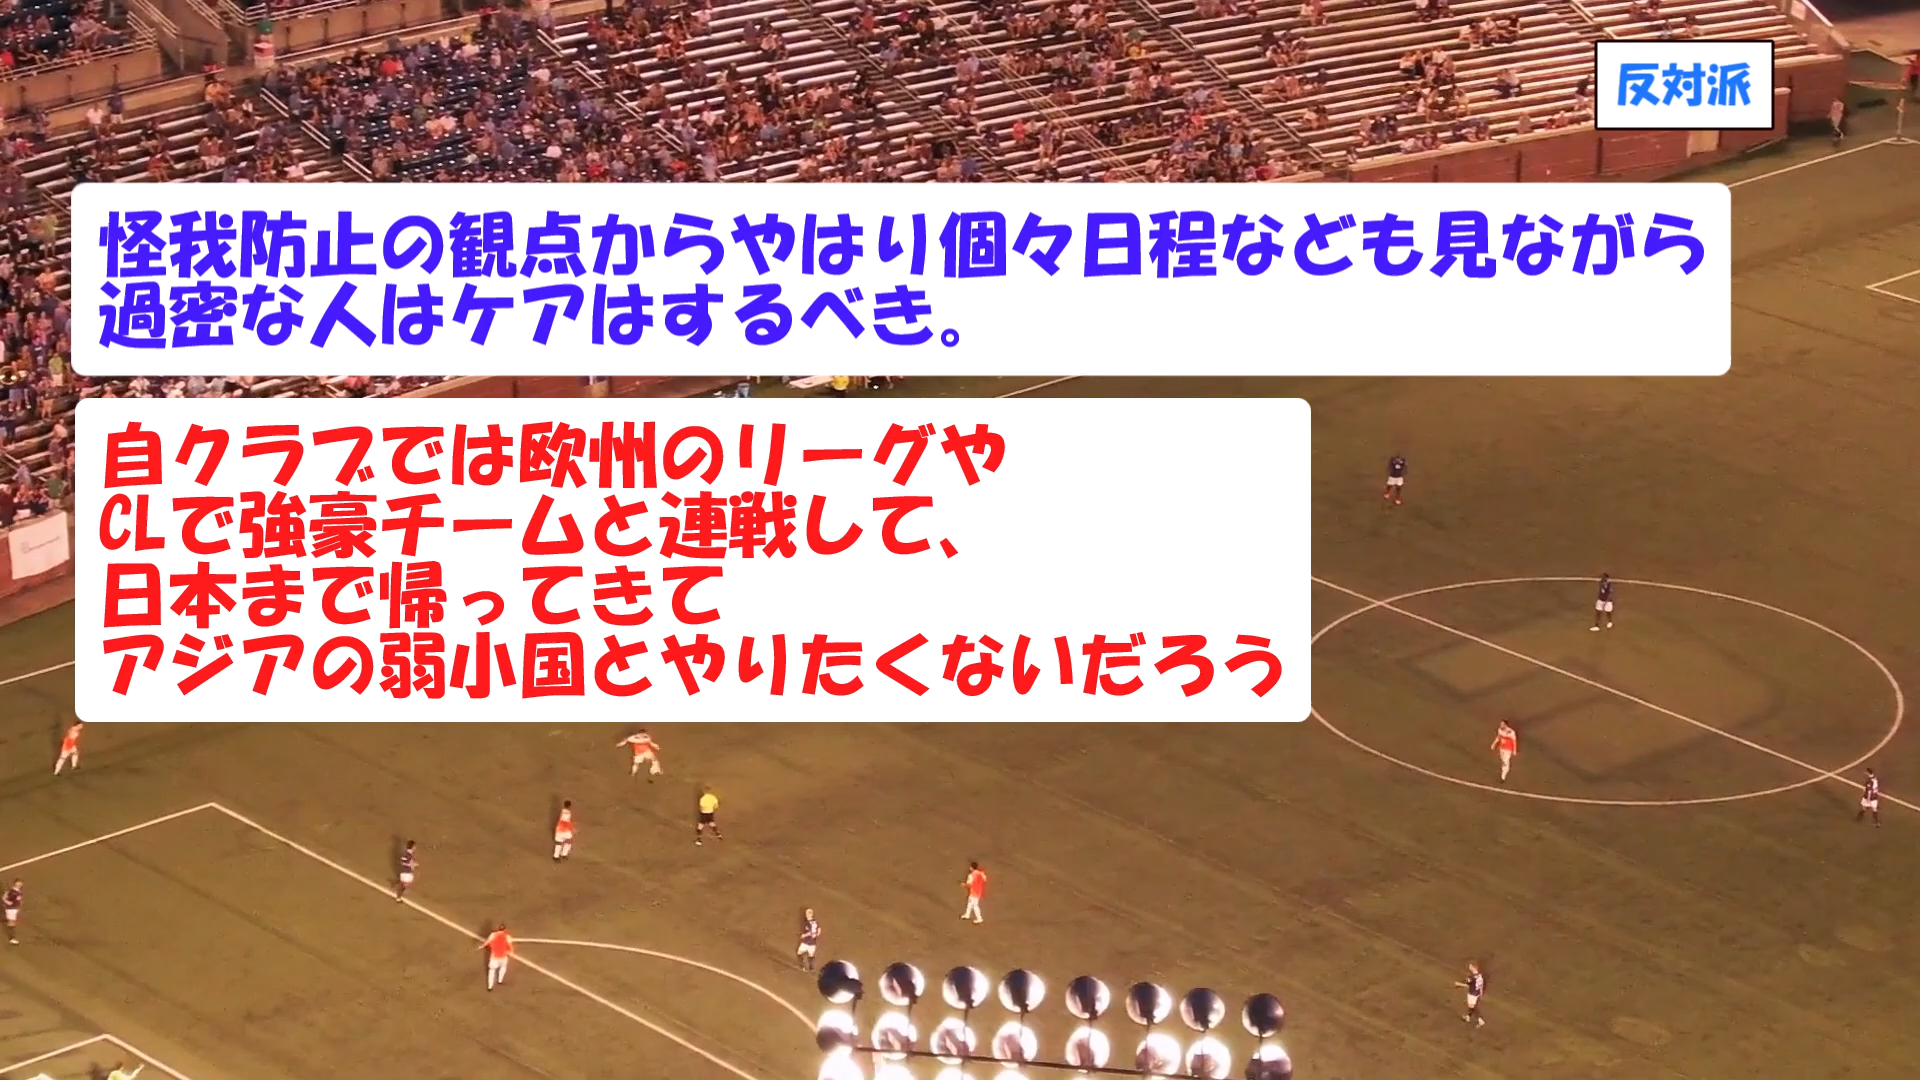 反対派
怪我防止の観点からやはり個々日程なども見ながら
過密な人はケアはするべき。
自クラブでは欧州のリーグや
CLで強豪チームと連戦して、
日本まで帰ってきて
アジアの弱小国とやりたくないだろう